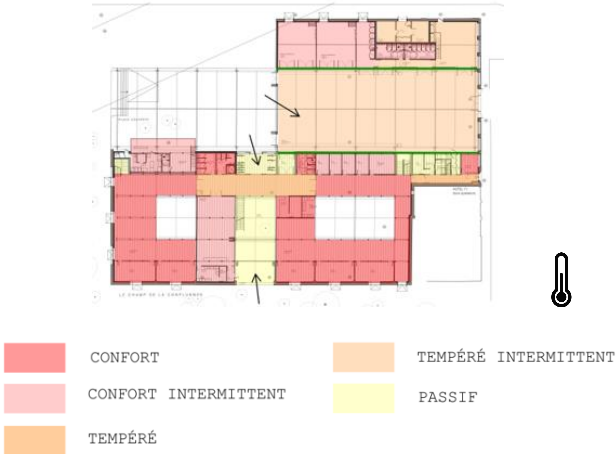 LE CHAMP DE LA CONFLUENCE
CONFORT
CONFORT INTERMITTENT
TEMPÉRÉ
TEMPÉRÉ INTERMITTENT
PASSIF